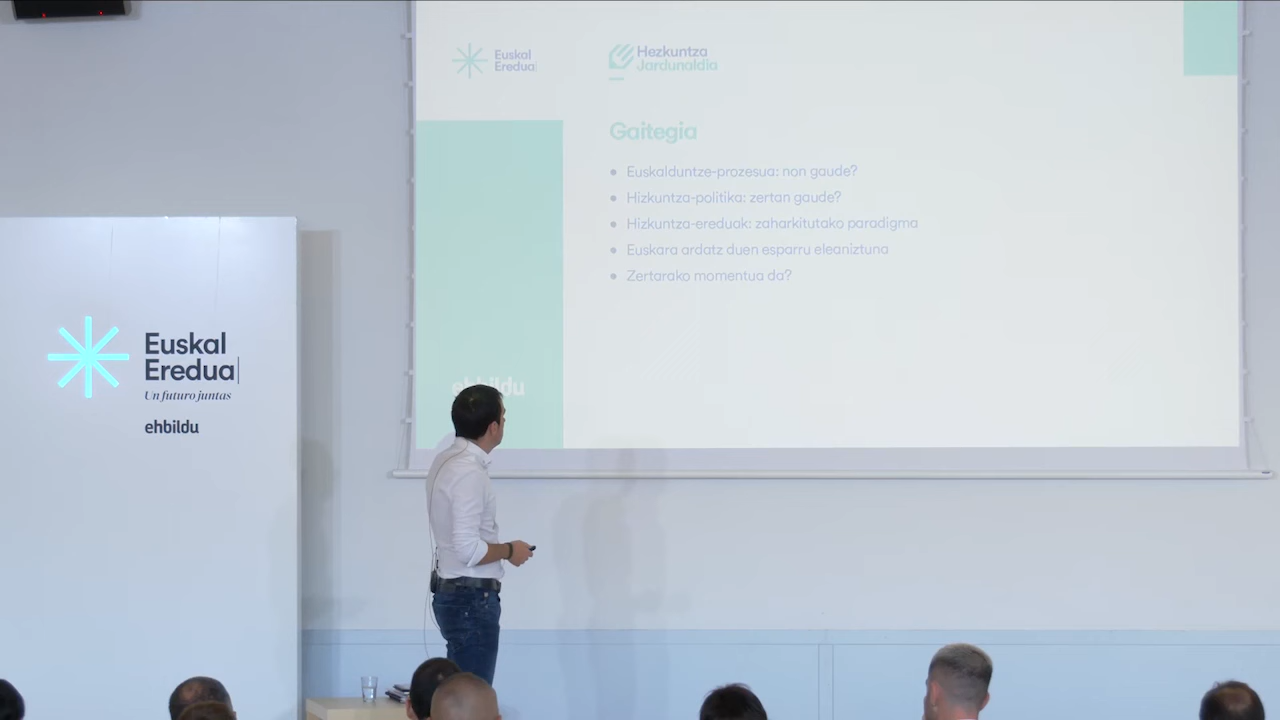 Euskal
Eredua
Hezkuntza
Jardunaldia
Gaitegia
• Euskalduntze-prozesua: non gaude?
• Hizkuntza-politika: zertan gaude?
• Hizkuntza-ereduak: zaharkitutako paradigma
• Euskara ardatz duen esparru eleaniztuna
• Zertarako momentua da?
ehbildu
Euskal
Eredua
Un futuro juntas
ehbildu